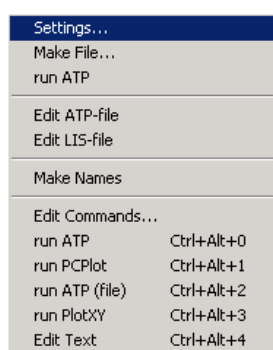 Settings...
Make File...
run ATP
Edit ATP-file
Edit LIS-file
Make Names
Edit Commands...
run ATP Ctrl+Alt+0
run PCPlot Ctrl+Alt+1
run ATP (file) Ctrl+Alt+2
run PlotXY Ctrl+Alt+3
Edit Text Ctrl+Alt+4